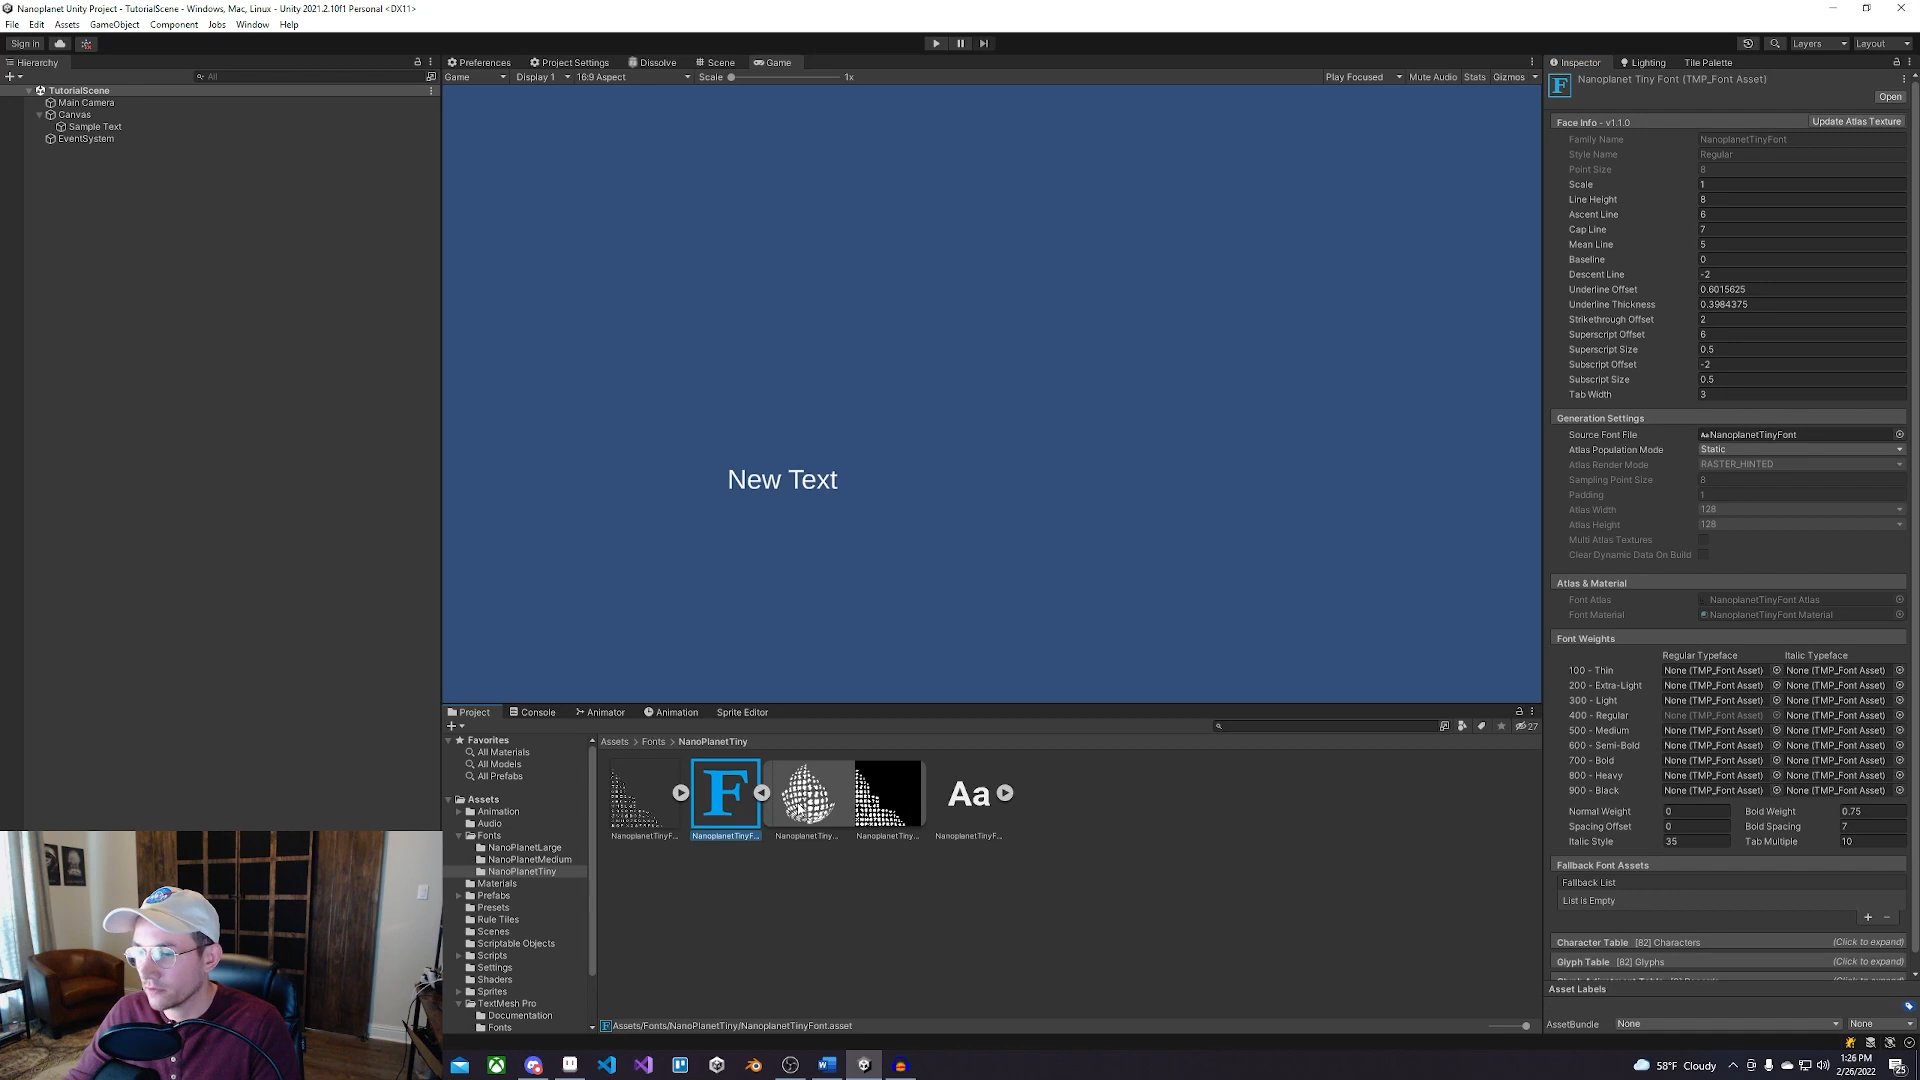 Nanoplanet Unity Project - TutorialScene - Windows, Mac, Linux - Unity 2021.2.10f1 Personal <DX11>
File Edit Assets GameObject Component Jobs Window Help
Sign in
Layers Layout
Hierarchy
All
TutorialScene
Main Camera
Canvas
Sample Text
EventSystem
Preferences Project Settings Dissolve Scene Game
Game Display 1 16:9 Aspect Scale 1x Play Focused Mute Audio Stats Gizmos
New Text
Project Console Animator Animation Sprite Editor
27
Favorites
All Materials
All Models
All Prefabs
Assets
Animation
Audio
Fonts
NanoPlanetLarge
NanoPlanetMedium
NanoPlanetTiny
Materials
Prefabs
Presets
Rule Tiles
Scenes
Scriptable Objects
Scripts
Settings
Shaders
Sprites
TextMesh Pro
Documentation
Fonts
Assets > Fonts > NanoPlanetTiny
F
Aa
NanoplanetTinyF... NanoplanetTinyF... NanoplanetTiny... NanoplanetTiny... NanoplanetTinyF...
Assets/Fonts/NanoPlanetTiny/NanoplanetTinyFont.asset
Inspector Lighting Tile Palette
F
Nanoplanet Tiny Font (TMP_Font Asset)
Open
Face Info - v1.1.0 Update Atlas Texture
Family Name NanoplanetTinyFont
Style Name Regular
Point Size 8
Scale 1
Line Height 8
Ascent Line 6
Cap Line 7
Mean Line 5
Baseline 0
Descent Line -2
Underline Offset 0.6015625
Underline Thickness 0.3984375
Strikethrough Offset 2
Superscript Offset 6
Superscript Size 0.5
Subscript Offset -2
Subscript Size 0.5
Tab Width 3
Generation Settings
Source Font File NanoplanetTinyFont
Atlas Population Mode Static
Atlas Render Mode RASTER_HINTED
Sampling Point Size 8
Padding 1
Atlas Width 128
Atlas Height 128
Multi Atlas Textures
Clear Dynamic Data On Build
Atlas & Material
Font Atlas NanoplanetTinyFont Atlas
Font Material NanoplanetTinyFont Material
Font Weights
Regular Typeface Italic Typeface
100 - Thin None (TMP_Font Asset) None (TMP_Font Asset)
200 - Extra-Light None (TMP_Font Asset) None (TMP_Font Asset)
300 - Light None (TMP_Font Asset) None (TMP_Font Asset)
400 - Regular None (TMP_Font Asset) None (TMP_Font Asset)
500 - Medium None (TMP_Font Asset) None (TMP_Font Asset)
600 - Semi-Bold None (TMP_Font Asset) None (TMP_Font Asset)
700 - Bold None (TMP_Font Asset) None (TMP_Font Asset)
800 - Heavy None (TMP_Font Asset) None (TMP_Font Asset)
900 - Black None (TMP_Font Asset) None (TMP_Font Asset)
Normal Weight 0 Bold Weight 0.75
Spacing Offset 0 Bold Spacing 7
Italic Style 35 Tab Multiple 10
Fallback Font Assets
Fallback List
List is Empty
Character Table [82] Characters (Click to expand)
Glyph Table [82] Glyphs (Click to expand)
Asset Labels
AssetBundle None None
58°F Cloudy
1:26 PM
2/26/2022
25